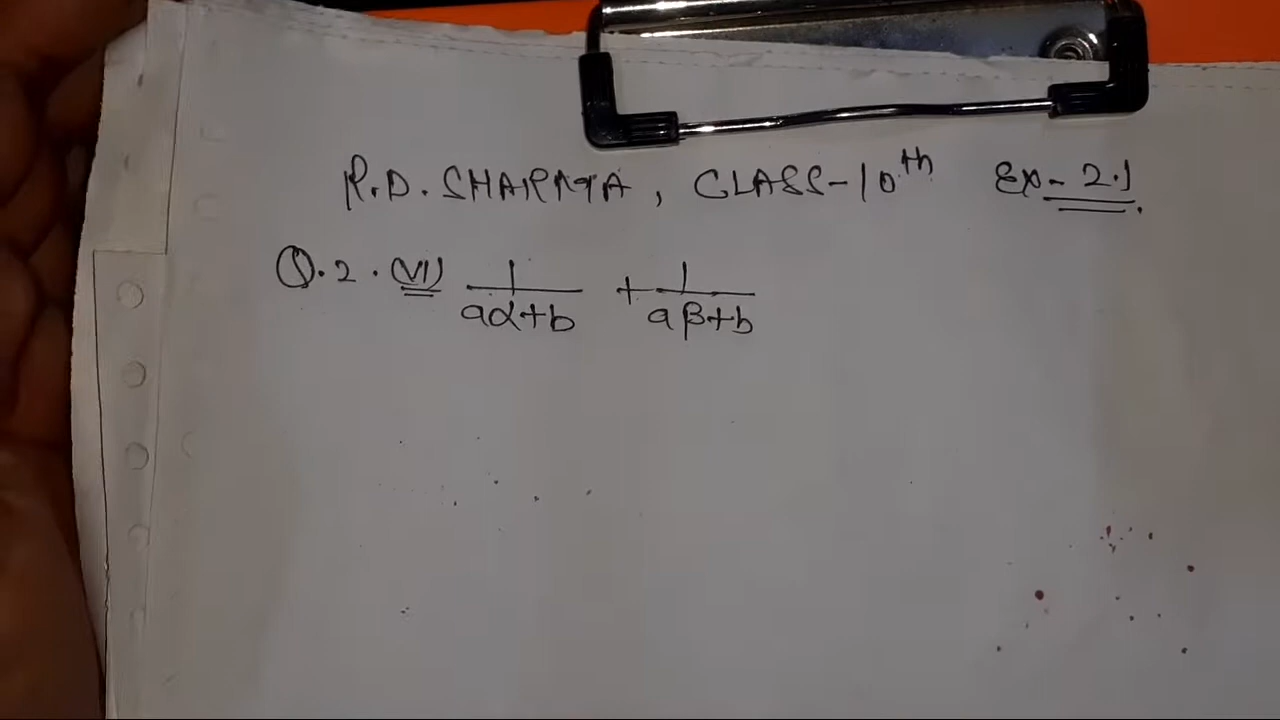 R.D. SHARMA, CLASS-10th Ex- 2.1.
Q.2. (VI) 1/(aα+b) + 1/(aβ+b)